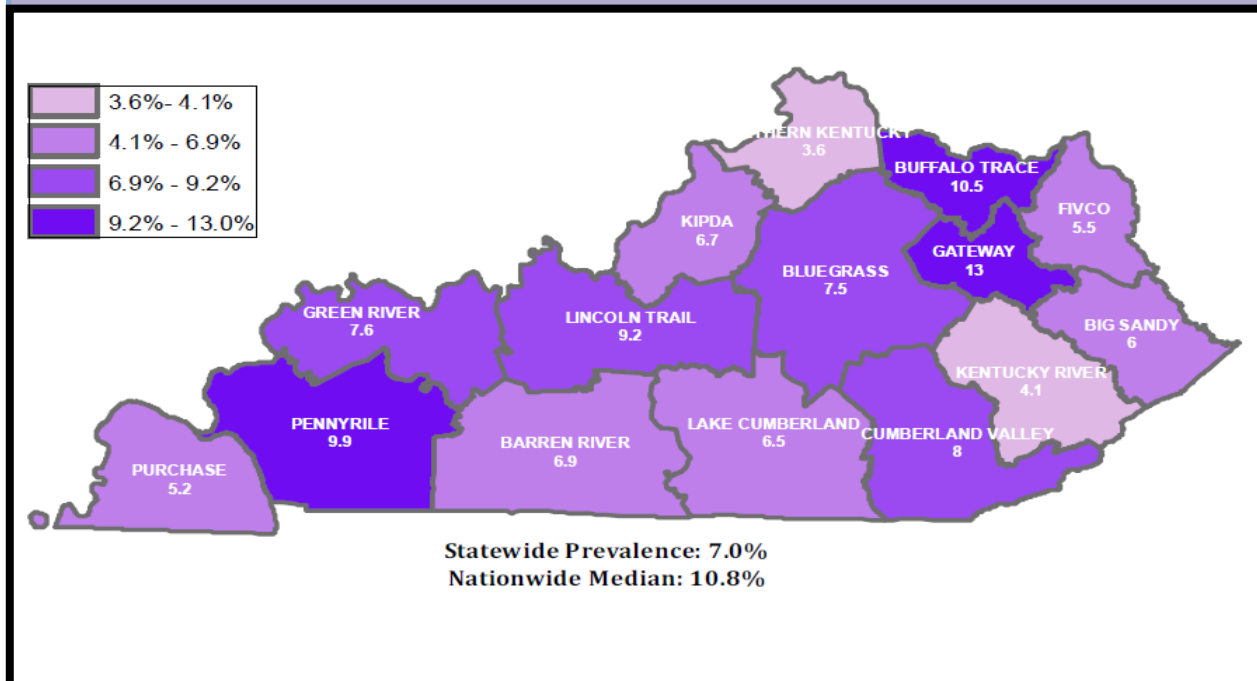 3.6%- 4.1%
4.1% - 6.9%
6.9% - 9.2%
9.2% - 13.0%
THERN KENTUCKY
3.6
BUFFALO TRACE
10.5
FIVCO
5.5
KIPDA
6.7
GATEWAY
13
BLUEGRASS
7.5
GREEN RIVER
7.6
LINCOLN TRAIL
9.2
BIG SANDY
6
KENTUCKY RIVER
4.1
PENNYRILE
9.9
LAKE CUMBERLAND
6.5
CUMBERLAND VALLEY
8
BARREN RIVER
6.9
PURCHASE
5.2
Statewide Prevalence: 7.0%
Nationwide Median: 10.8%